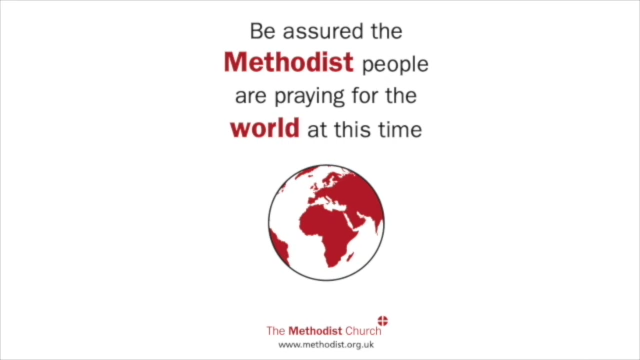 Be assured the
Methodist people
are praying for the
world at this time
The Methodist Church
www.methodist.org.uk